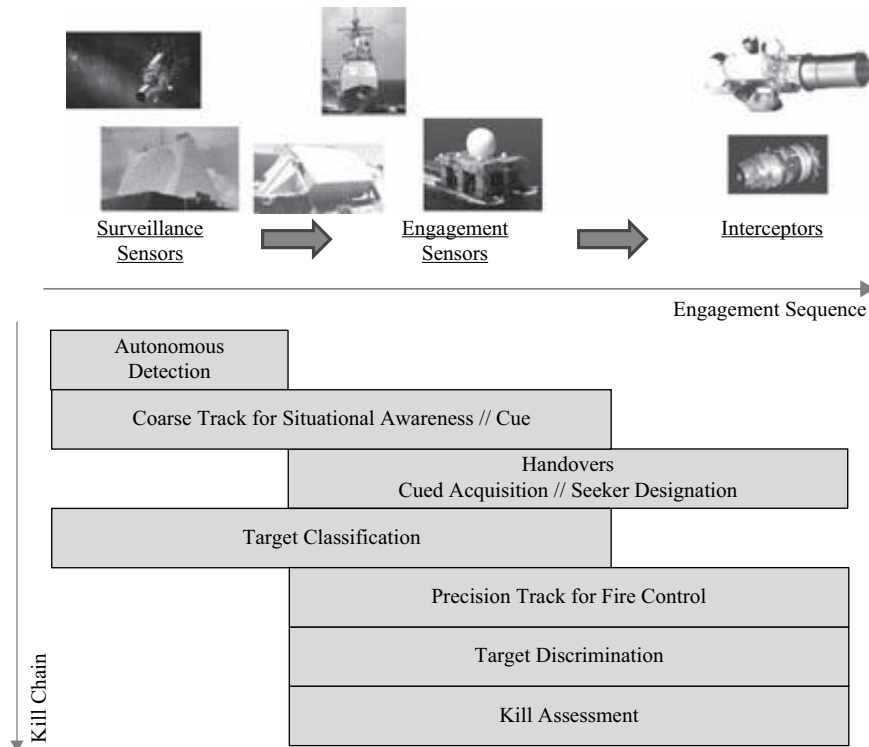 Surveillance
Sensors
Engagement
Sensors
Interceptors
Engagement Sequence
Autonomous
Detection
Coarse Track for Situational Awareness // Cue
Handovers
Cued Acquisition // Seeker Designation
Target Classification
Precision Track for Fire Control
Target Discrimination
Kill Assessment
Kill Chain